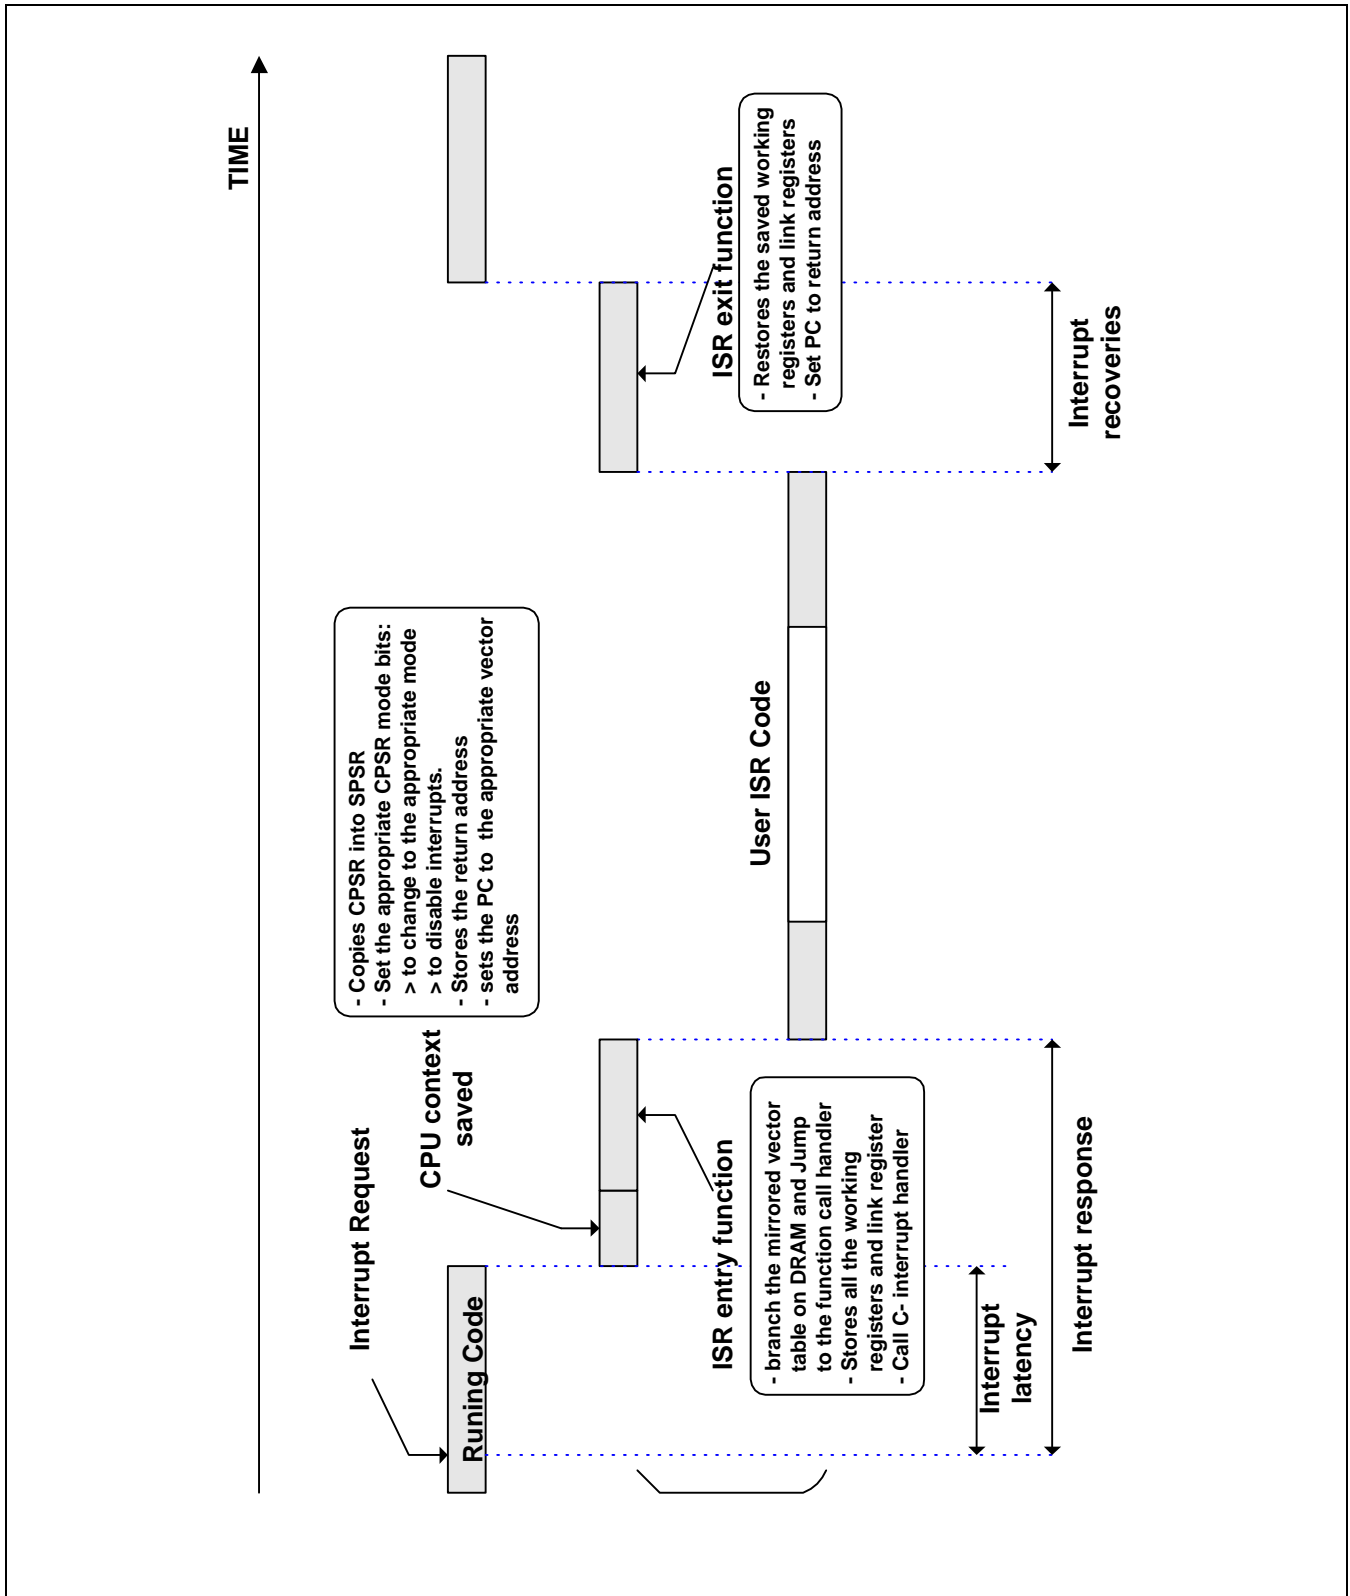 TIME
Interrupt Request
CPU context
saved
- Copies CPSR into SPSR
- Set the appropriate CPSR mode bits:
> to change to the appropriate mode
> to disable interrupts.
- Stores the return address
- sets the PC to the appropriate vector
address
Runing Code
ISR entry function
- branch the mirrored vector
table on DRAM and Jump
to the function call handler
- Stores all the working
registers and link register
- Call C- interrupt handler
User ISR Code
ISR exit function
- Restores the saved working
registers and link registers
- Set PC to return address
Interrupt
latency
Interrupt response
Interrupt
recoveries